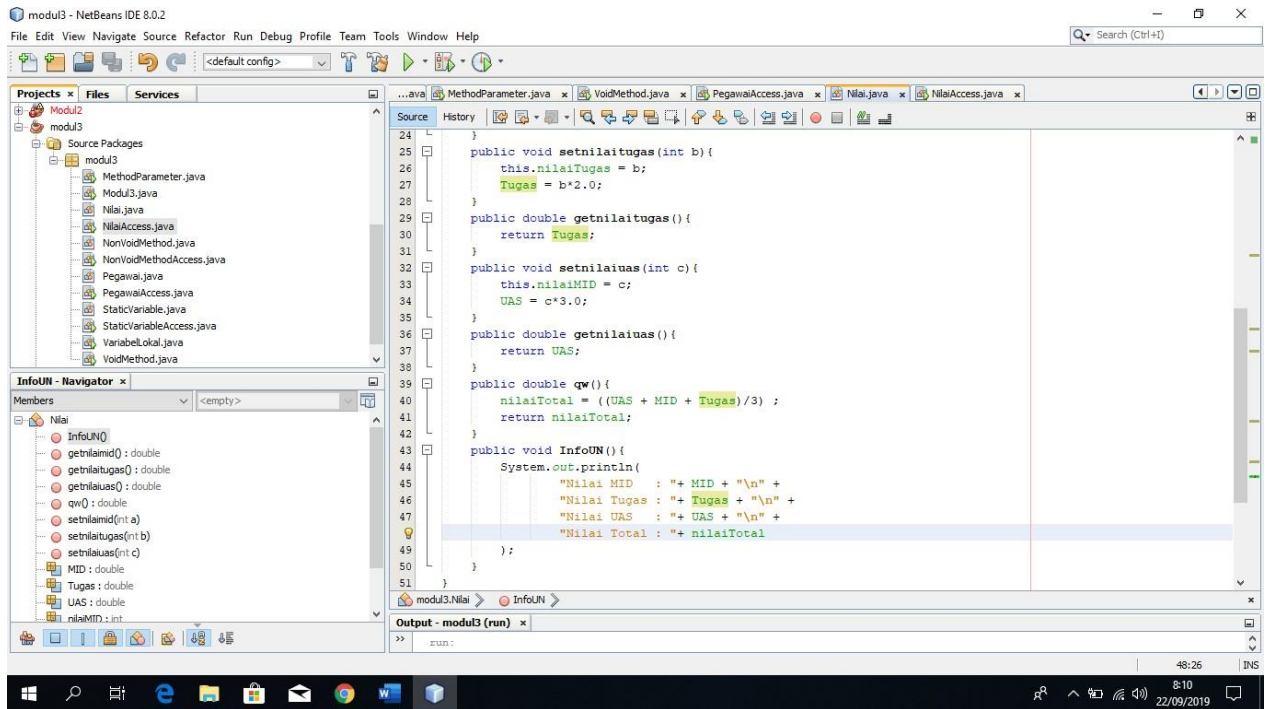 modul3 - NetBeans IDE 8.0.2
File Edit View Navigate Source Refactor Run Debug Profile Team Tools Window Help
Search (Ctrl+I)
<default config>
Projects x Files Services
...ava MethodParameter.java x VoidMethod.java x PegawaiAccess.java x Nilai.java x NilaiAccess.java x
Modul2
modul3
Source Packages
modul3
MethodParameter.java
Modul3.java
Nilai.java
NilaiAccess.java
NonVoidMethod.java
NonVoidMethodAccess.java
Pegawai.java
PegawaiAccess.java
StaticVariable.java
StaticVariableAccess.java
VariabelLokal.java
VoidMethod.java
InfoUN - Navigator x
Members <empty>
Nilai
InfoUN()
getnilaimid() : double
getnilaitugas() : double
getnilaiuas() : double
qw() : double
setnilaimid(int a)
setnilaitugas(int b)
setnilaiuas(int c)
MID : double
Tugas : double
UAS : double
nilaiMID : int
Source History
24 }
25 public void setnilaitugas(int b){
26 this.nilaiTugas = b;
27 Tugas = b*2.0;
28 }
29 public double getnilaitugas(){
30 return Tugas;
31 }
32 public void setnilaiuas(int c){
33 this.nilaiMID = c;
34 UAS = c*3.0;
35 }
36 public double getnilaiuas(){
37 return UAS;
38 }
39 public double qw(){
40 nilaiTotal = ((UAS + MID + Tugas)/3) ;
41 return nilaiTotal;
42 }
43 public void InfoUN(){
44 System.out.println(
45 "Nilai MID   : "+ MID + "\n" +
46 "Nilai Tugas : "+ Tugas + "\n" +
47 "Nilai UAS   : "+ UAS + "\n" +
"Nilai Total : "+ nilaiTotal
49 );
50 }
51 }
modul3.Nilai InfoUN
Output - modul3 (run) x
run:
48:26 INS
8:10
22/09/2019